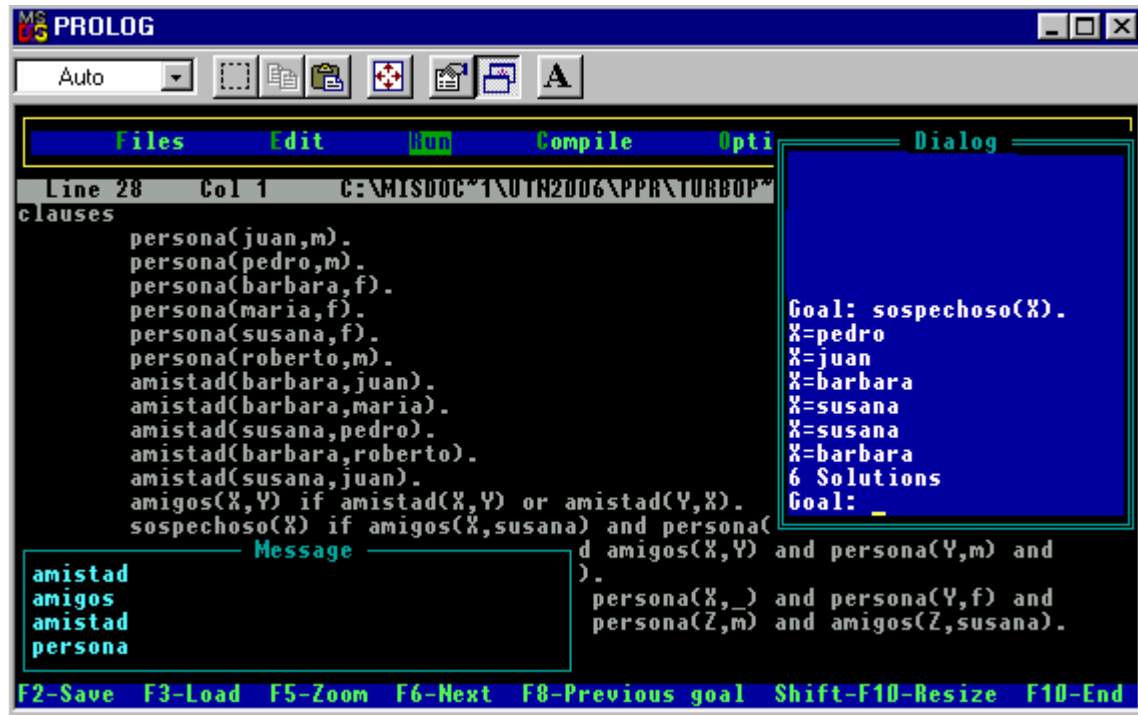 PROLOG
Auto
A
Files Edit Run Compile Opti
Line 28 Col 1 C:\MISDOC~1\UTN2006\PPR\TURBOP~
clauses
persona(juan,m).
persona(pedro,m).
persona(barbara,f).
persona(maria,f).
persona(susana,f).
persona(roberto,m).
amistad(barbara,juan).
amistad(barbara,maria).
amistad(susana,pedro).
amistad(barbara,roberto).
amistad(susana,juan).
amigos(X,Y) if amistad(X,Y) or amistad(Y,X).
sospechoso(X) if amigos(X,susana) and persona(
d amigos(X,Y) and persona(Y,m) and
).
persona(X,_) and persona(Y,f) and
persona(Z,m) and amigos(Z,susana).
Dialog
Goal: sospechoso(X).
X=pedro
X=juan
X=barbara
X=susana
X=susana
X=barbara
6 Solutions
Goal: _
Message
amistad
amigos
amistad
persona
F2-Save F3-Load F5-Zoom F6-Next F8-Previous goal Shift-F10-Resize F10-End